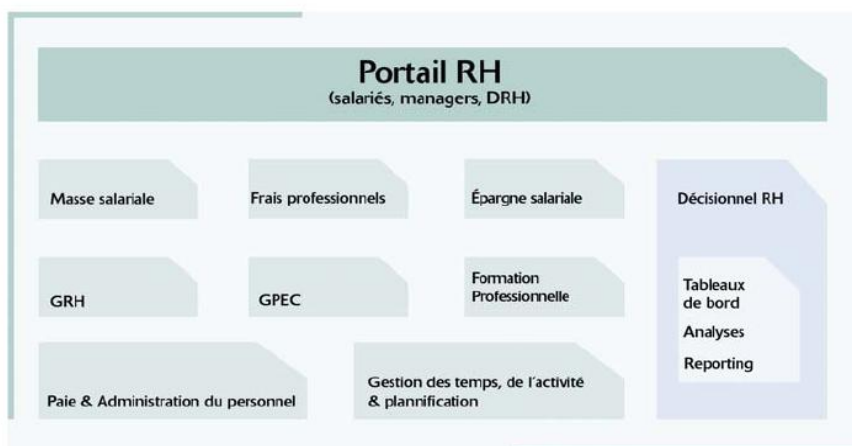 Portail RH
(salariés, managers, DRH)
Masse salariale
Frais professionnels
Épargne salariale
Décisionnel RH
GRH
GPEC
Formation
Professionnelle
Tableaux
de bord
Analyses
Reporting
Paie & Administration du personnel
Gestion des temps, de l'activité
& plannification